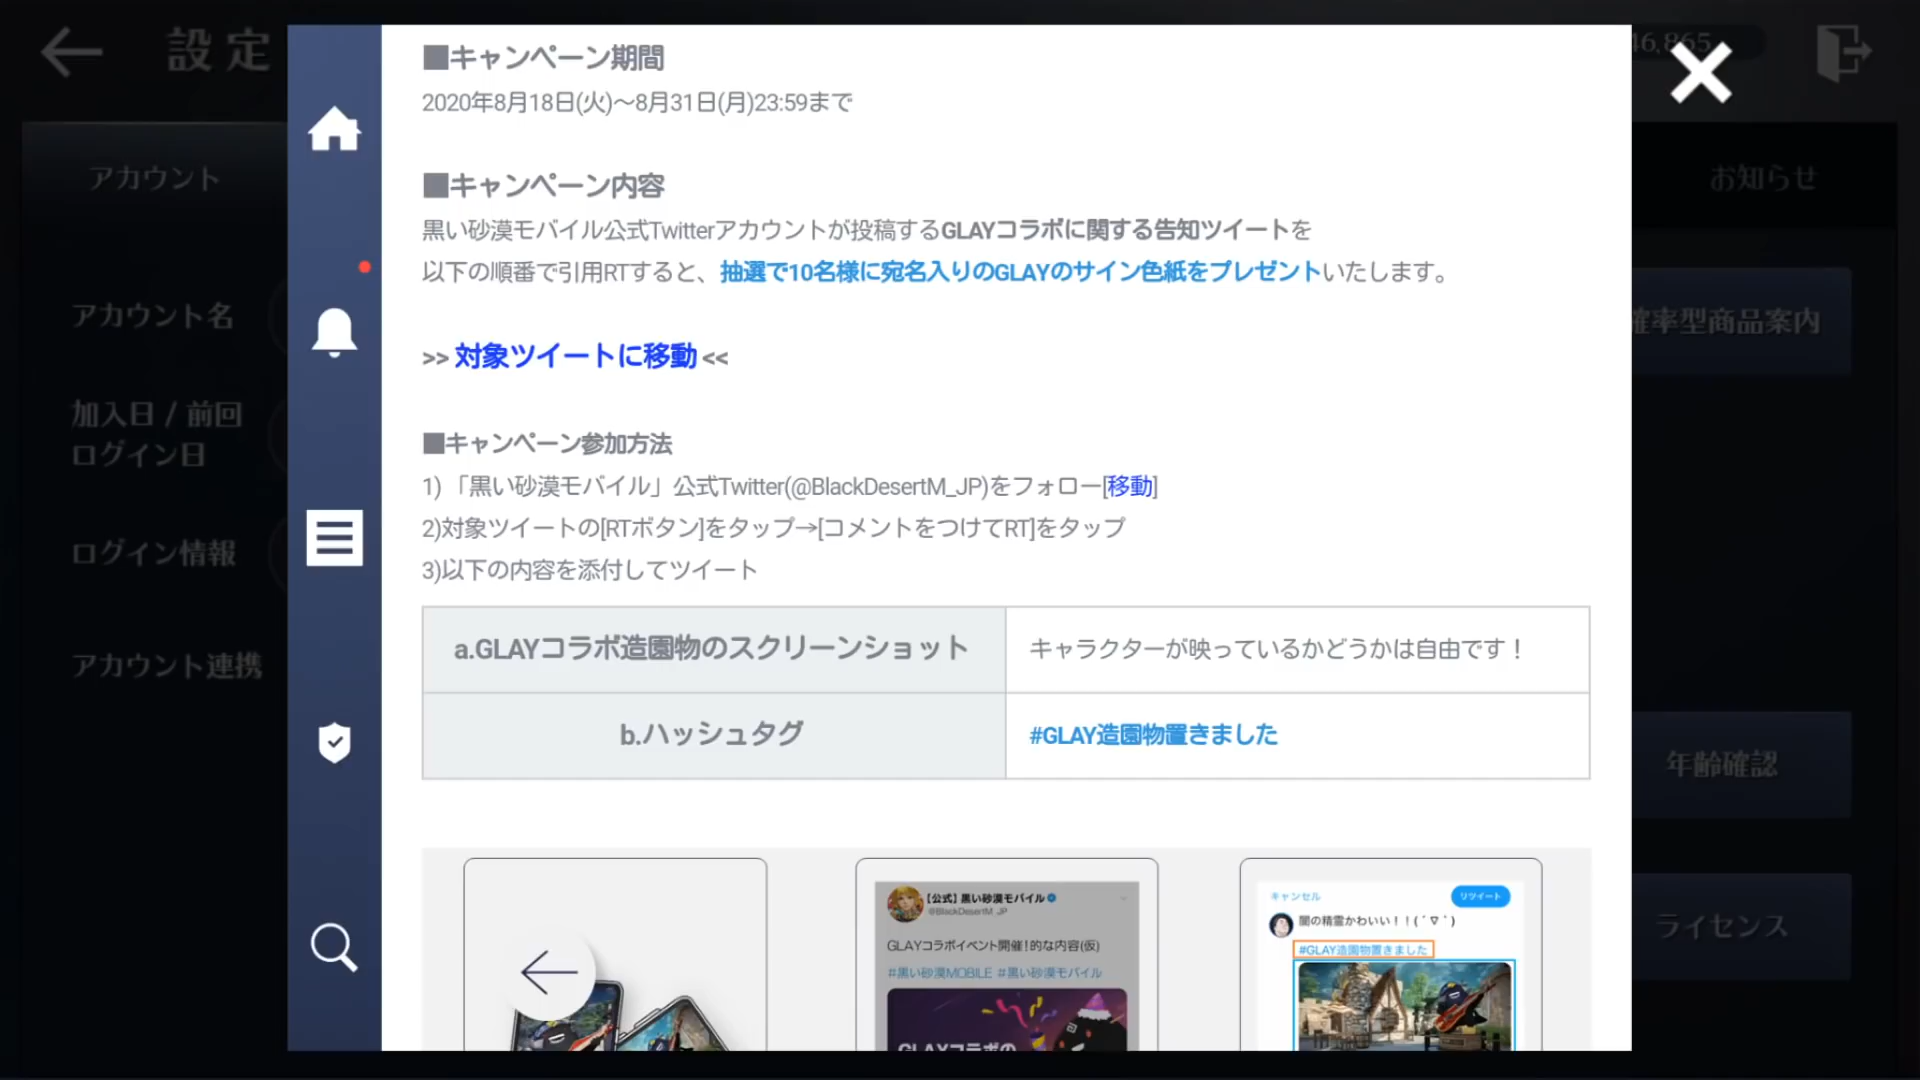 設定
46,865
アカウント
お知らせ
アカウント名
加入日 / 前回
ログイン日
ログイン情報
アカウント連携
確率型商品案内
年齢確認
ライセンス
■キャンペーン期間
2020年8月18日(火)～8月31日(月)23:59まで
■キャンペーン内容
黒い砂漠モバイル公式Twitterアカウントが投稿するGLAYコラボに関する告知ツイートを
以下の順番で引用RTすると、抽選で10名様に宛名入りのGLAYのサイン色紙をプレゼントいたします。
>> 対象ツイートに移動 <<
■キャンペーン参加方法
1) 「黒い砂漠モバイル」公式Twitter(@BlackDesertM_JP)をフォロー[移動]
2)対象ツイートの[RTボタン]をタップ→[コメントをつけてRT]をタップ
3)以下の内容を添付してツイート
a.GLAYコラボ造園物のスクリーンショット
キャラクターが映っているかどうかは自由です！
b.ハッシュタグ
#GLAY造園物置きました
【公式】黒い砂漠モバイル
@BlackDesertM_JP
GLAYコラボイベント開催！的な内容(仮)
#黒い砂漠MOBILE #黒い砂漠モバイル
GLAYコラボの
キャンセル
リツイート
闇の精霊かわいい！！( ´ ∇ ` )
#GLAY造園物置きました